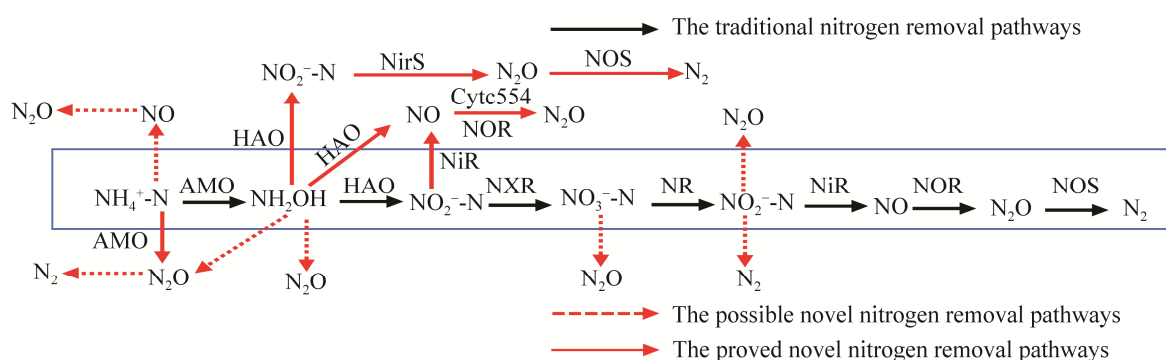 The traditional nitrogen removal pathways
NO₂⁻-N NirS N₂O NOS N₂
N₂O NO HAO HAO NO Cytc554 NOR N₂O N₂O
NiR
NH₄⁺-N AMO NH₂OH HAO NO₂⁻-N NXR NO₃⁻-N NR NO₂⁻-N NiR NO NOR N₂O NOS N₂
AMO
N₂ N₂O N₂O N₂O N₂
The possible novel nitrogen removal pathways
The proved novel nitrogen removal pathways